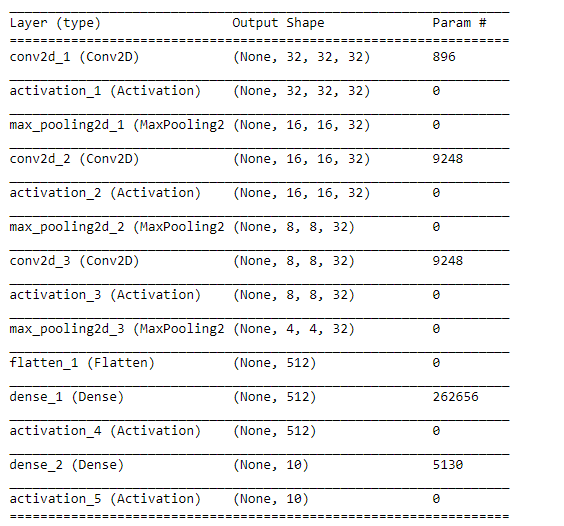 Layer (type) Output Shape Param #
=================================================================
conv2d_1 (Conv2D) (None, 32, 32, 32) 896
activation_1 (Activation) (None, 32, 32, 32) 0
max_pooling2d_1 (MaxPooling2 (None, 16, 16, 32) 0
conv2d_2 (Conv2D) (None, 16, 16, 32) 9248
activation_2 (Activation) (None, 16, 16, 32) 0
max_pooling2d_2 (MaxPooling2 (None, 8, 8, 32) 0
conv2d_3 (Conv2D) (None, 8, 8, 32) 9248
activation_3 (Activation) (None, 8, 8, 32) 0
max_pooling2d_3 (MaxPooling2 (None, 4, 4, 32) 0
flatten_1 (Flatten) (None, 512) 0
dense_1 (Dense) (None, 512) 262656
activation_4 (Activation) (None, 512) 0
dense_2 (Dense) (None, 10) 5130
activation_5 (Activation) (None, 10) 0
=================================================================